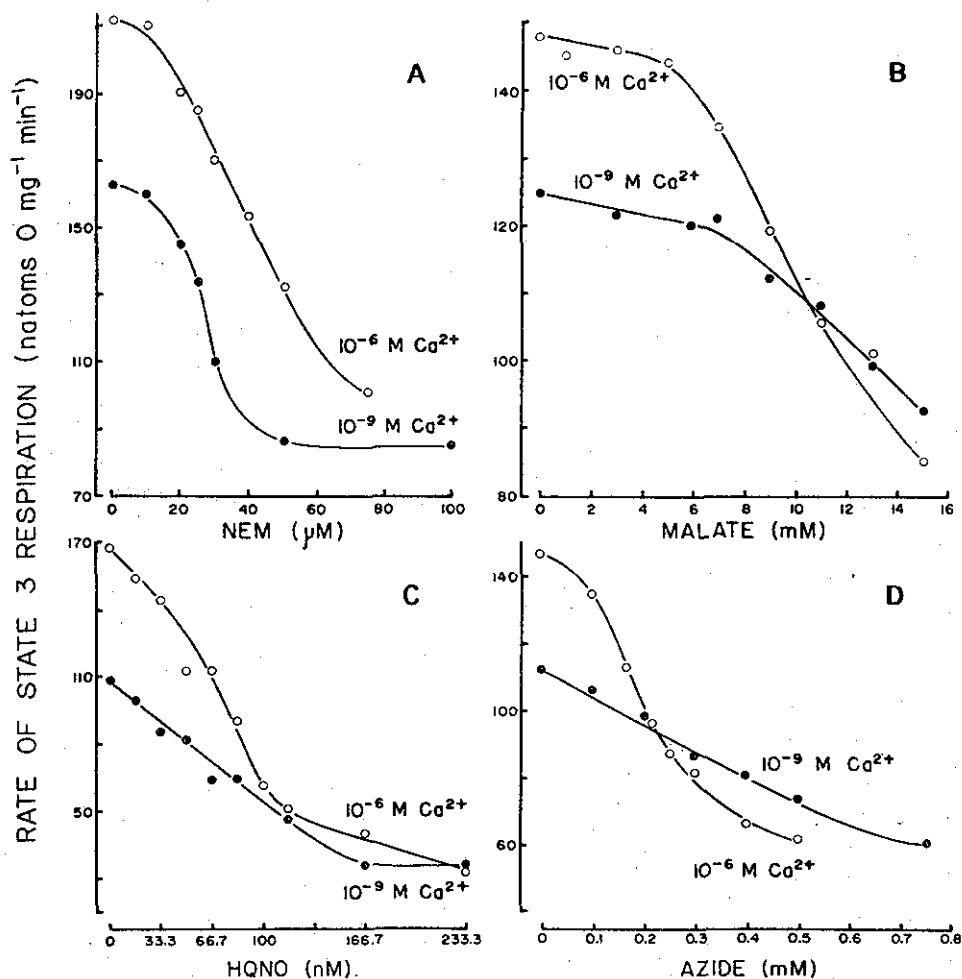 RATE OF STATE 3 RESPIRATION (natoms O mg⁻¹ min⁻¹)
A
190
150
110
70
10⁻⁶ M Ca²⁺
10⁻⁹ M Ca²⁺
0 20 40 60 80 100
NEM (µM)
B
140
120
100
80
10⁻⁶ M Ca²⁺
10⁻⁹ M Ca²⁺
0 2 4 6 8 10 12 14 16
MALATE (mM)
C
170
110
50
10⁻⁶ M Ca²⁺
10⁻⁹ M Ca²⁺
0 33.3 66.7 100 166.7 233.3
HQNO (nM).
D
140
100
60
10⁻⁹ M Ca²⁺
10⁻⁶ M Ca²⁺
0 0.1 0.2 0.3 0.4 0.5 0.6 0.7 0.8
AZIDE (mM)